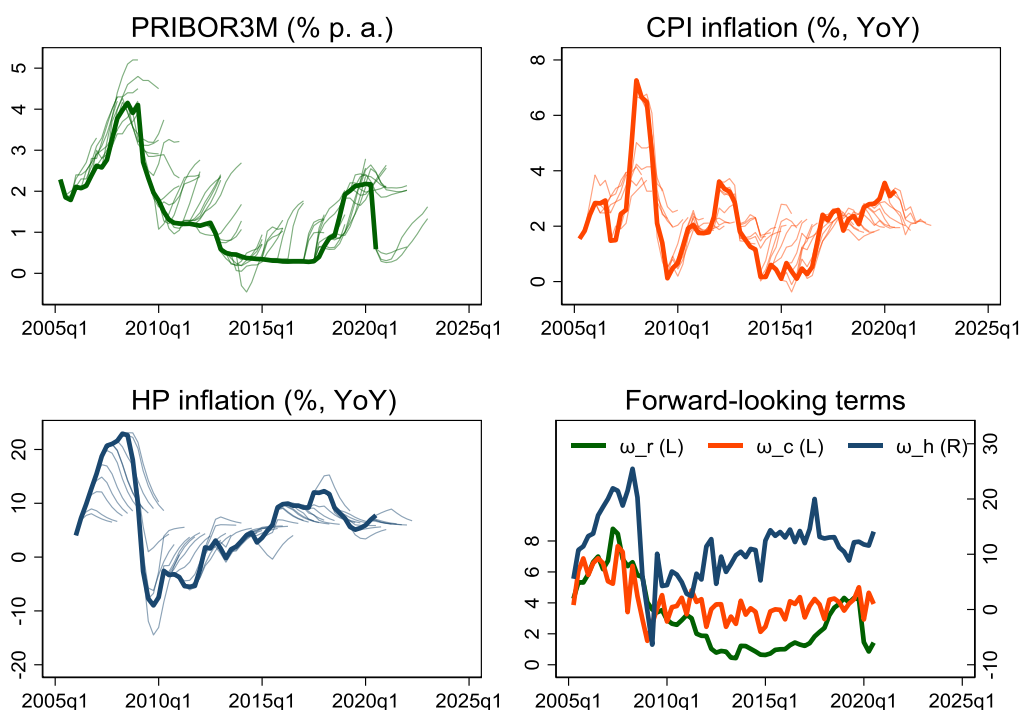 PRIBOR3M (% p. a.)
5
4
3
2
1
0
2005q1 2010q1 2015q1 2020q1 2025q1
CPI inflation (%, YoY)
8
6
4
2
0
2005q1 2010q1 2015q1 2020q1 2025q1
HP inflation (%, YoY)
20
10
0
-10
-20
2005q1 2010q1 2015q1 2020q1 2025q1
Forward-looking terms
ω_r (L) ω_c (L) ω_h (R)
8
6
4
2
0
30
20
10
0
-10
2005q1 2010q1 2015q1 2020q1